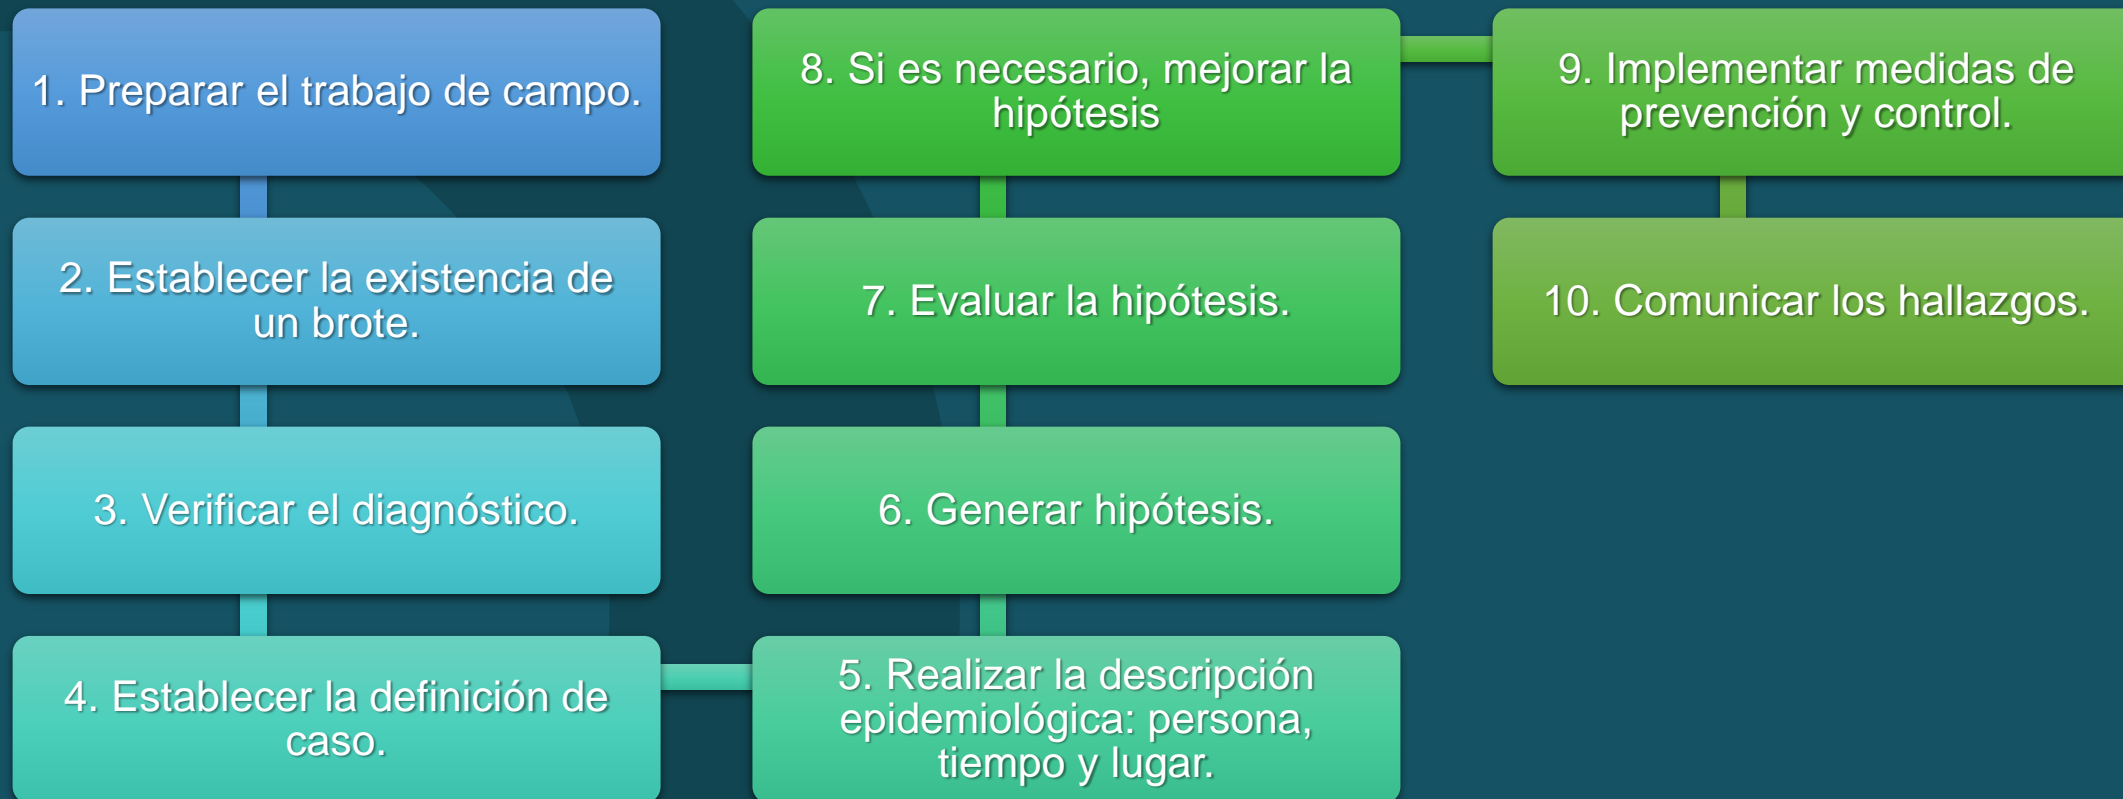 1. Preparar el trabajo de campo.
2. Establecer la existencia de
un brote.
3. Verificar el diagnóstico.
4. Establecer la definición de
caso.
5. Realizar la descripción
epidemiológica: persona,
tiempo y lugar.
6. Generar hipótesis.
7. Evaluar la hipótesis.
8. Si es necesario, mejorar la
hipótesis
9. Implementar medidas de
prevención y control.
10. Comunicar los hallazgos.